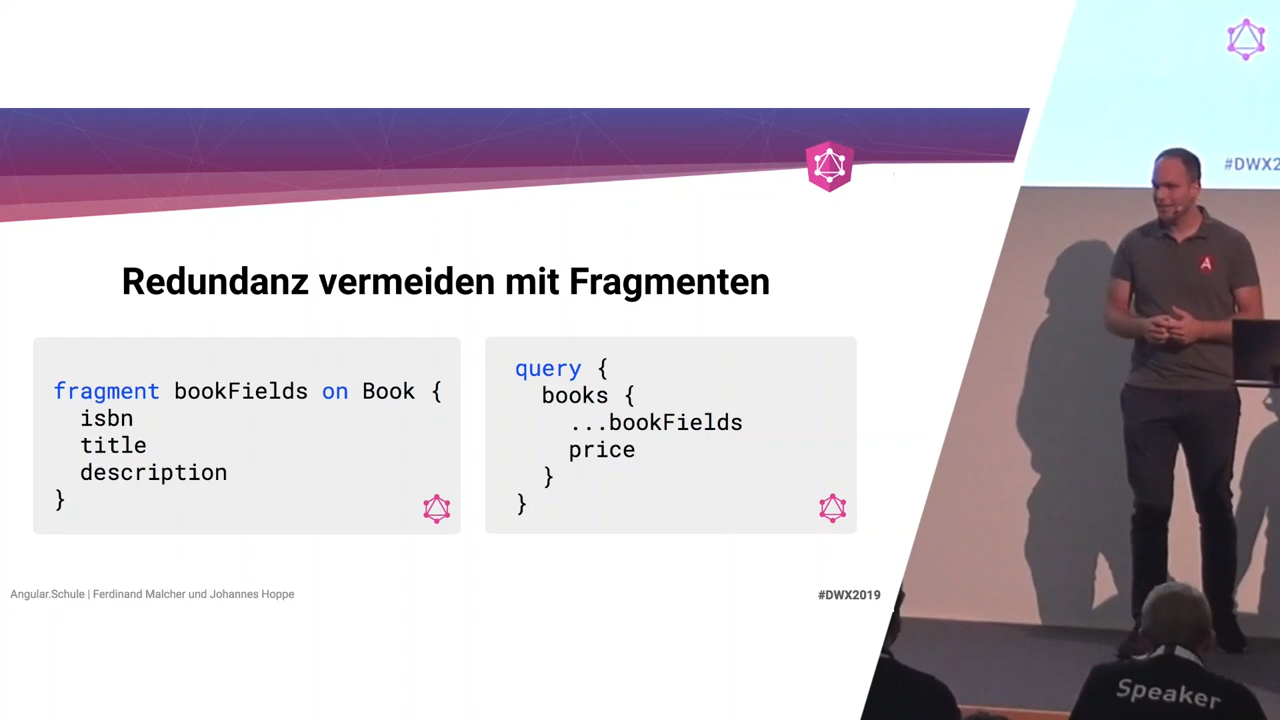 Redundanz vermeiden mit Fragmenten
fragment bookFields on Book {
isbn
title
description
}
query {
books {
...bookFields
price
}
}
Angular.Schule | Ferdinand Malcher und Johannes Hoppe
#DWX2019
#DWX2
A
Speaker